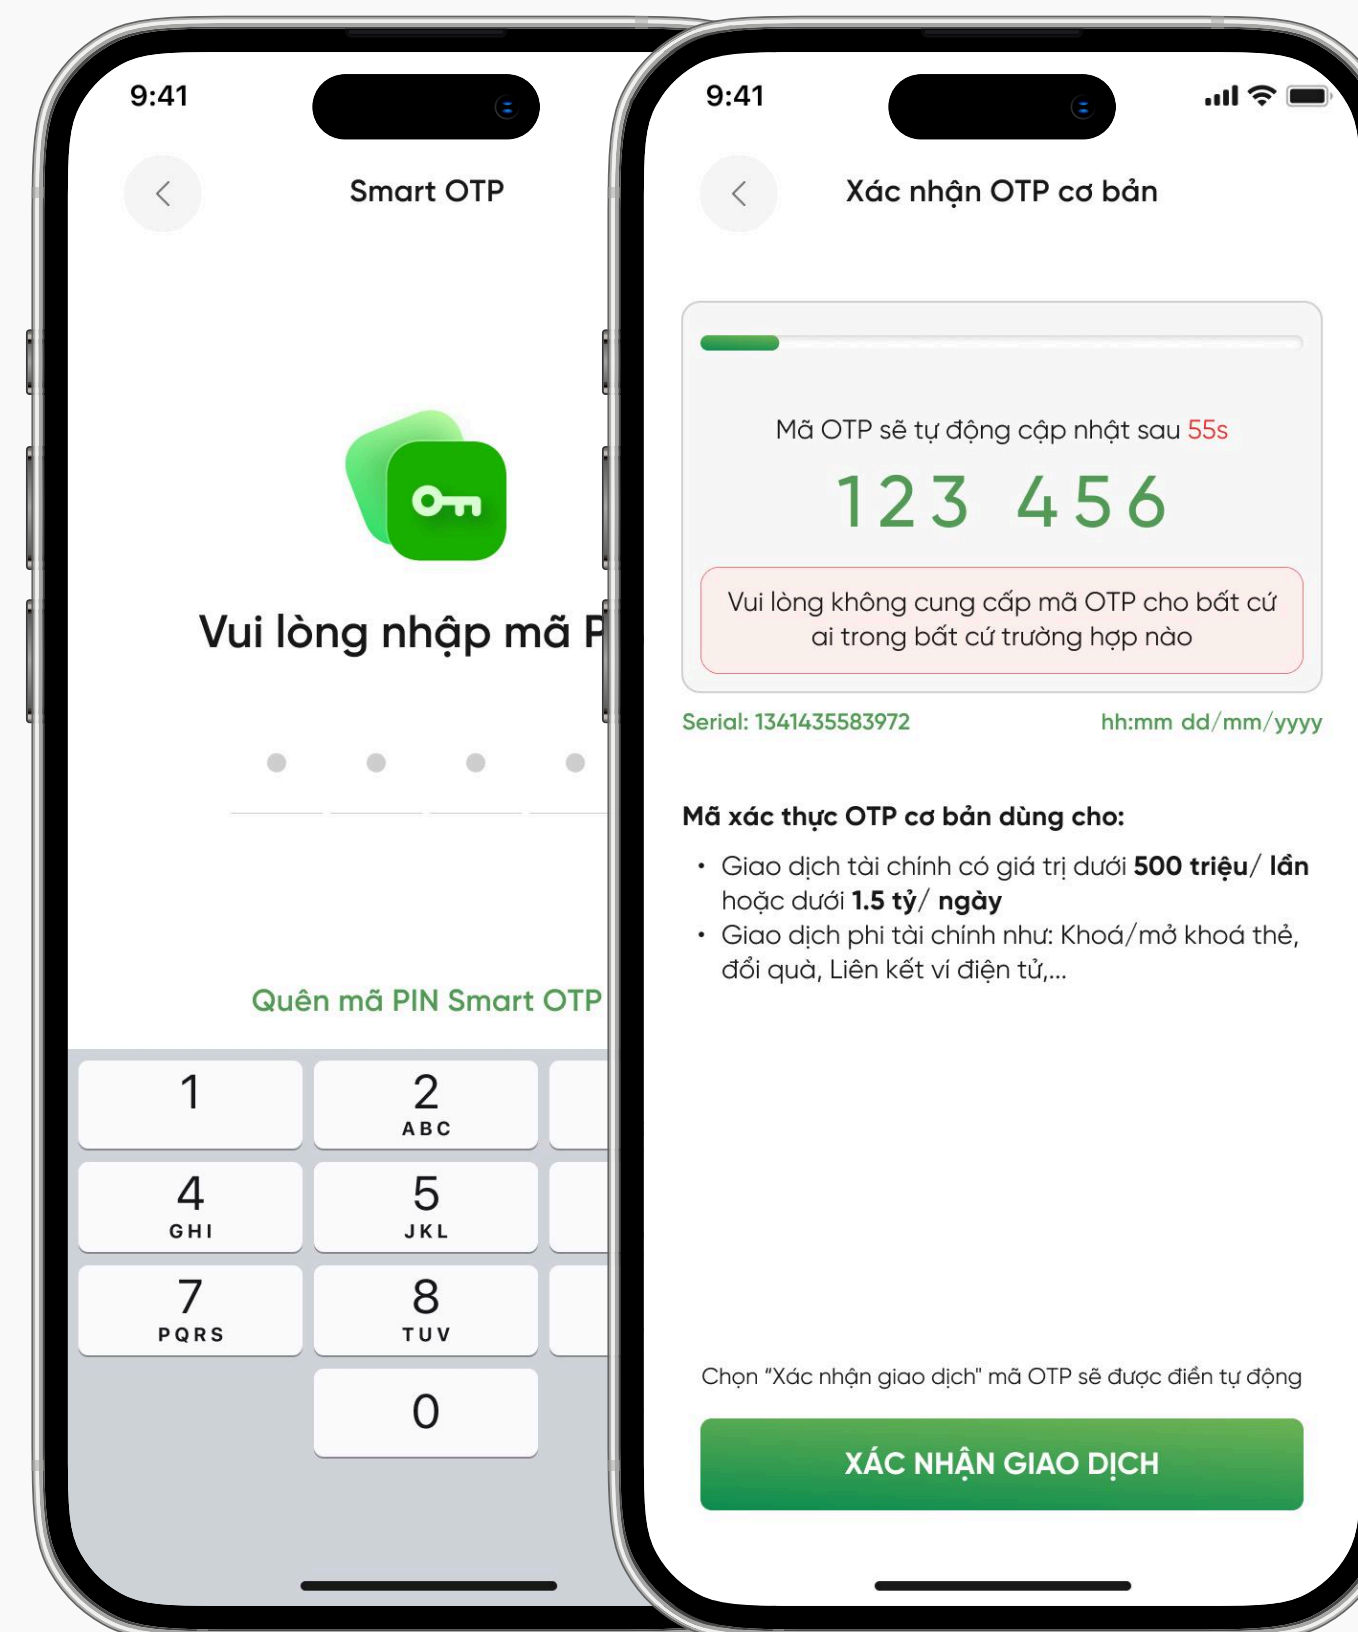 9:41
Smart OTP
Vui lòng nhập mã
Quên mã PIN Smart OTP
1
2
ABC
4
GHI
5
JKL
7
PQRS
8
TUV
0
9:41
Xác nhận OTP cơ bản
Mã OTP sẽ tự động cập nhật sau 55s
123 456
Vui lòng không cung cấp mã OTP cho bất cứ
ai trong bất cứ trường hợp nào
Serial: 1341435583972
hh:mm dd/mm/yyyy
Mã xác thực OTP cơ bản dùng cho:
• Giao dịch tài chính có giá trị dưới 500 triệu/ lần
hoặc dưới 1.5 tỷ/ ngày
• Giao dịch phi tài chính như: Khoá/mở khoá thẻ,
đổi quà, Liên kết ví điện tử,...
Chọn “Xác nhận giao dịch" mã OTP sẽ được điền tự động
XÁC NHẬN GIAO DỊCH